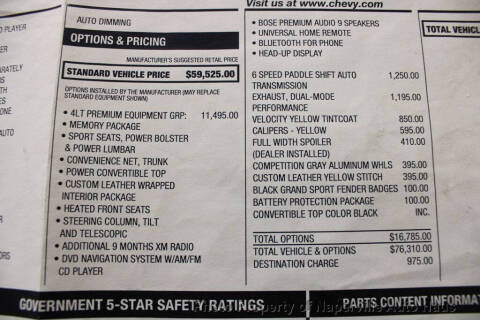 Visit us at www.chevy.com
PLAYER
AUTO DIMMING
OPTIONS & PRICING
MANUFACTURER'S SUGGESTED RETAIL PRICE
STANDARD VEHICLE PRICE $59,525.00
OPTIONS INSTALLED BY THE MANUFACTURER (MAY REPLACE
STANDARD EQUIPMENT SHOWN)
• 4LT PREMIUM EQUIPMENT GRP: 11,495.00
• MEMORY PACKAGE
• SPORT SEATS, POWER BOLSTER
& POWER LUMBAR
• CONVENIENCE NET, TRUNK
• POWER CONVERTIBLE TOP
• CUSTOM LEATHER WRAPPED
INTERIOR PACKAGE
• HEATED FRONT SEATS
• STEERING COLUMN, TILT
AND TELESCOPIC
• ADDITIONAL 9 MONTHS XM RADIO
• DVD NAVIGATION SYSTEM W/AM/FM
CD PLAYER
• BOSE PREMIUM AUDIO 9 SPEAKERS
• UNIVERSAL HOME REMOTE
• BLUETOOTH FOR PHONE
• HEAD-UP DISPLAY
6 SPEED PADDLE SHIFT AUTO 1,250.00
TRANSMISSION
EXHAUST, DUAL-MODE 1,195.00
PERFORMANCE
VELOCITY YELLOW TINTCOAT 850.00
CALIPERS - YELLOW 595.00
FULL WIDTH SPOILER 410.00
(DEALER INSTALLED)
COMPETITION GRAY ALUMINUM WHLS 395.00
CUSTOM LEATHER YELLOW STITCH 395.00
BLACK GRAND SPORT FENDER BADGES 100.00
BATTERY PROTECTION PACKAGE 100.00
CONVERTIBLE TOP COLOR BLACK INC.
TOTAL OPTIONS $16,785.00
TOTAL VEHICLE & OPTIONS $76,310.00
DESTINATION CHARGE 975.00
TOTAL VEHICL
GOVERNMENT 5-STAR SAFETY RATINGS
PARTS CONTENT INFORMAT
Property of Naperville Auto Haus